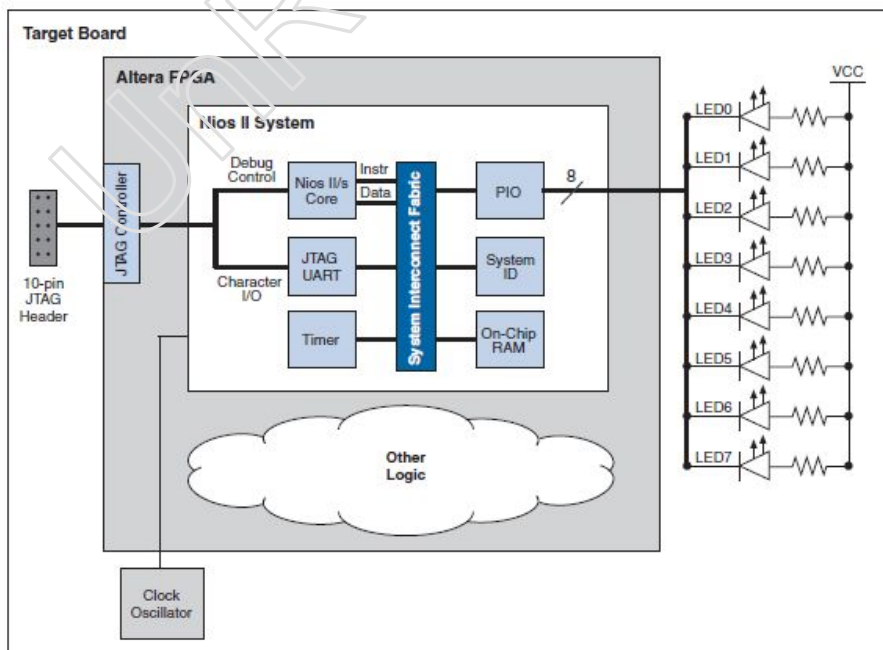 Target Board
Altera FPGA
Nios II System
Debug
Control
Nios II/s
Core
Instr
Data
System Interconnect Fabric
PIO
8
JTAG Controller
10-pin
JTAG
Header
Character
I/O
JTAG
UART
System
ID
Timer
On-Chip
RAM
Other
Logic
Clock
Oscillator
VCC
LED0
LED1
LED2
LED3
LED4
LED5
LED6
LED7